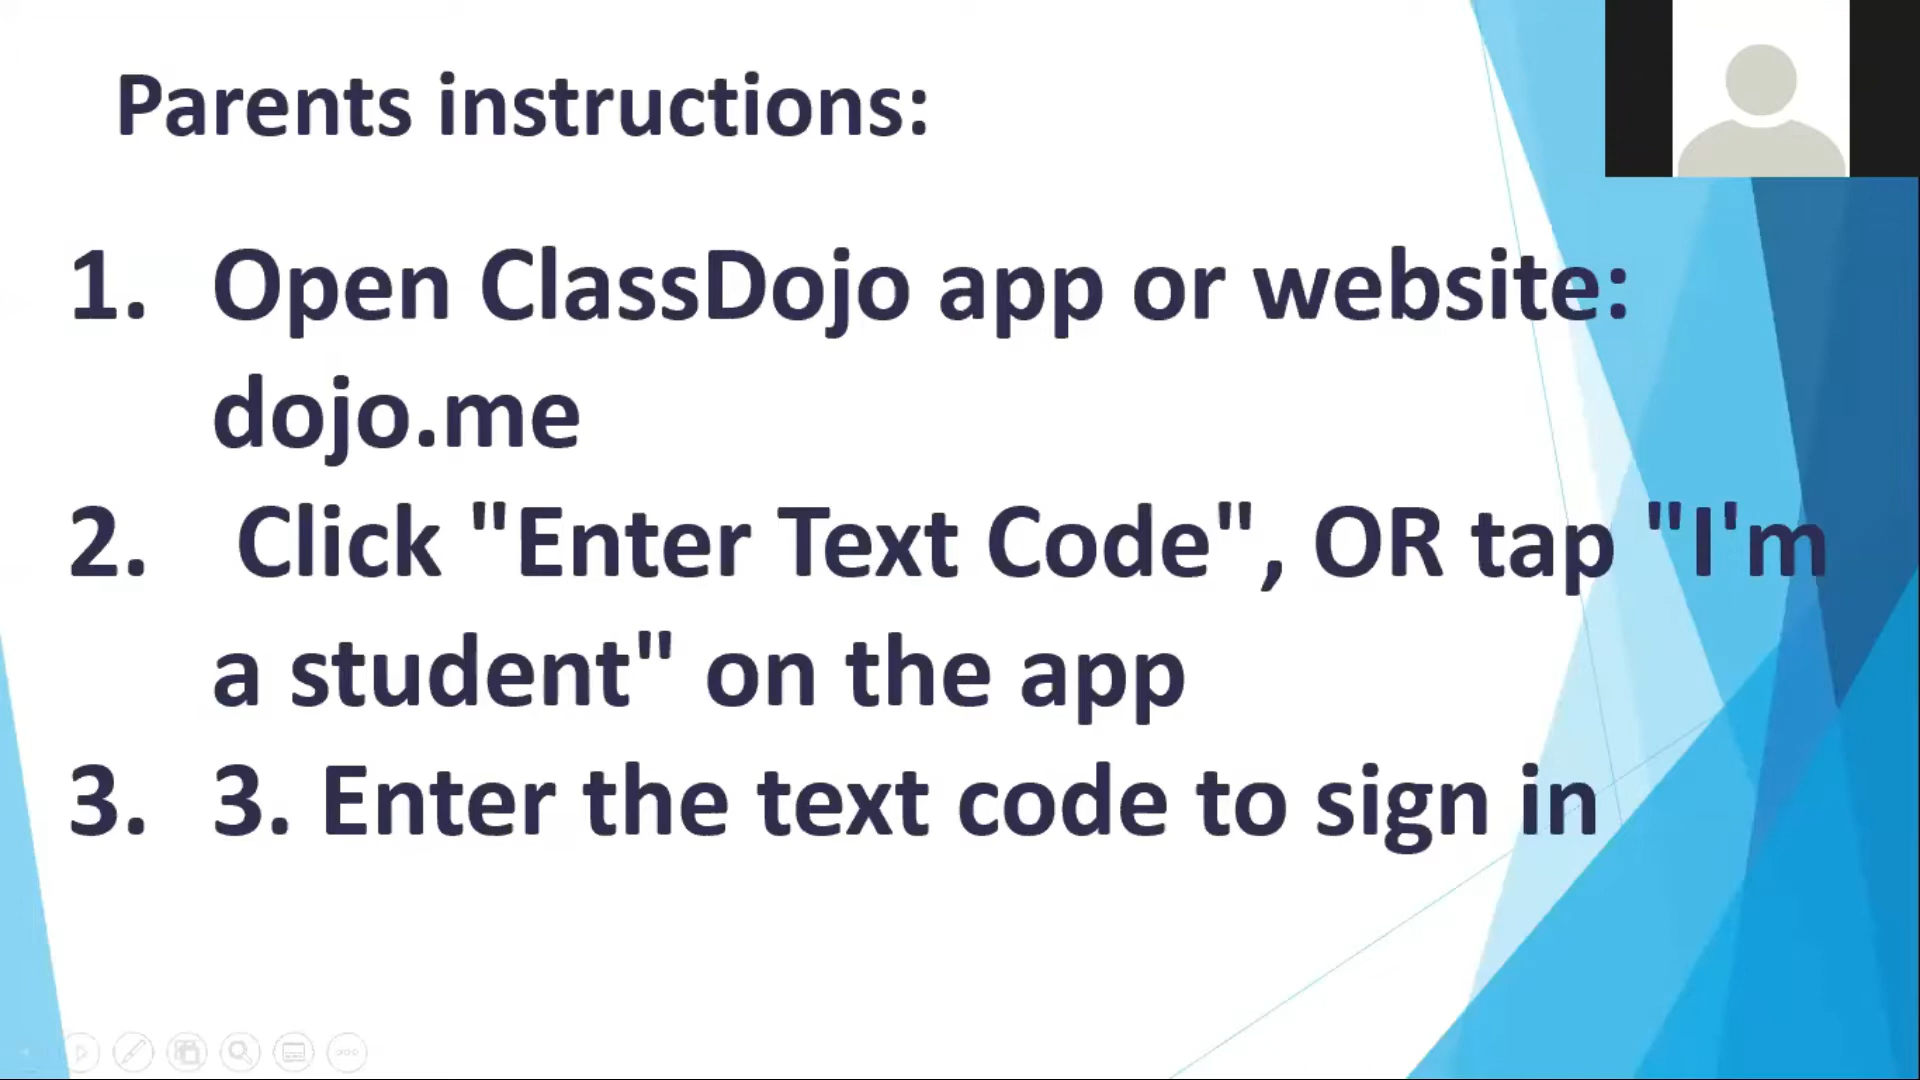 Parents instructions:
1. Open ClassDojo app or website:
dojo.me
2. Click "Enter Text Code", OR tap "I'm
a student" on the app
3. 3. Enter the text code to sign in